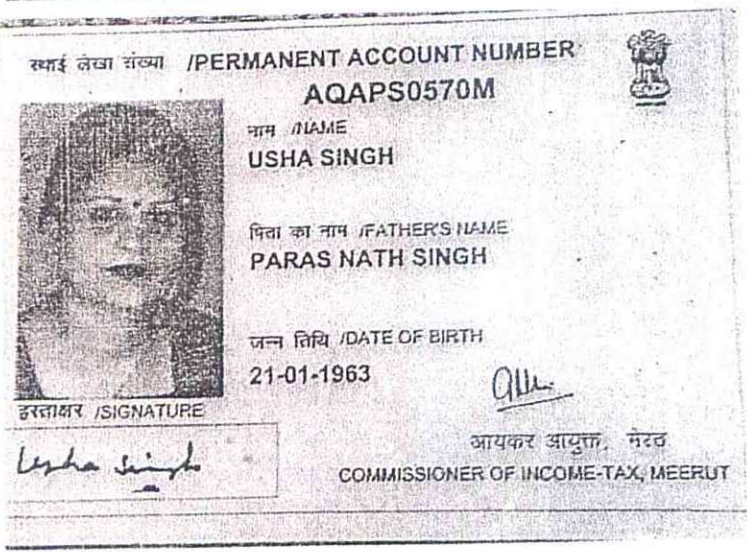 स्थाई लेखा संख्या /PERMANENT ACCOUNT NUMBER
AQAPS0570M
नाम /NAME
USHA SINGH
पिता का नाम /FATHER'S NAME
PARAS NATH SINGH
जन्म तिथि /DATE OF BIRTH
21-01-1963
हस्ताक्षर /SIGNATURE
Usha Singh
आयकर आयुक्त, मेरठ
COMMISSIONER OF INCOME-TAX, MEERUT